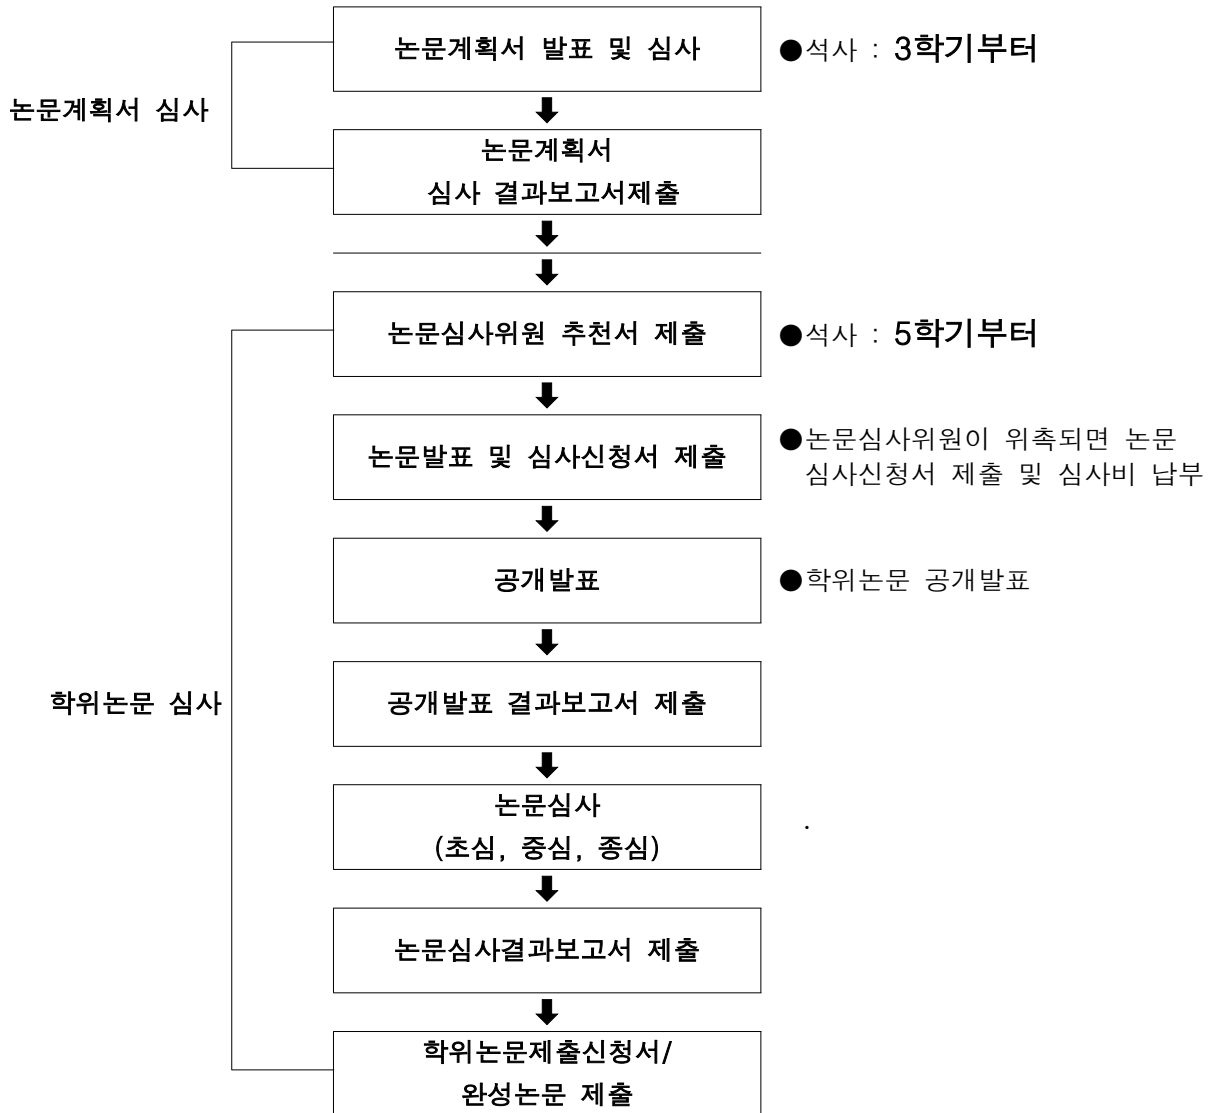 논문계획서 발표 및 심사
●석사 : 3학기부터
논문계획서 심사
논문계획서
심사 결과보고서제출
논문심사위원 추천서 제출
●석사 : 5학기부터
논문발표 및 심사신청서 제출
●논문심사위원이 위촉되면 논문
심사신청서 제출 및 심사비 납부
공개발표
●학위논문 공개발표
학위논문 심사
공개발표 결과보고서 제출
논문심사
(초심, 중심, 종심)
.
논문심사결과보고서 제출
학위논문제출신청서/
완성논문 제출